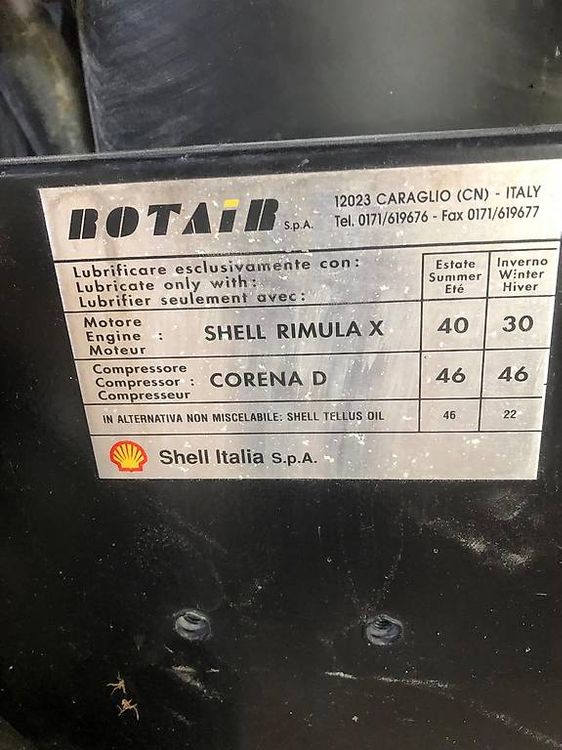 ROTAiR S.p.A.
12023 CARAGLIO (CN) - ITALY
Tel. 0171/619676 - Fax 0171/619677
Lubrificare esclusivamente con:
Lubricate only with:
Lubrifier seulement avec:
Estate
Summer
Eté
Inverno
Winter
Hiver
Motore
Engine :
Moteur
SHELL RIMULA X
40
30
Compressore
Compressor :
Compresseur
CORENA D
46
46
IN ALTERNATIVA NON MISCELABILE: SHELL TELLUS OIL
46
22
Shell Italia S.p.A.